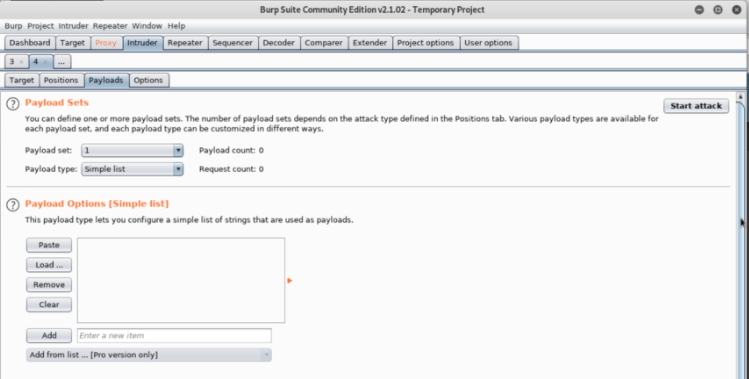 Burp Suite Community Edition v2.1.02 - Temporary Project
Burp Project Intruder Repeater Window Help
Dashboard Target Proxy Intruder Repeater Sequencer Decoder Comparer Extender Project options User options
3 × 4 × ...
Target Positions Payloads Options
? Payload Sets
Start attack
You can define one or more payload sets. The number of payload sets depends on the attack type defined in the Positions tab. Various payload types are available for
each payload set, and each payload type can be customized in different ways.
Payload set: 1 Payload count: 0
Payload type: Simple list Request count: 0
? Payload Options [Simple list]
This payload type lets you configure a simple list of strings that are used as payloads.
Paste
Load ...
Remove
Clear
Add Enter a new item
Add from list ... [Pro version only]